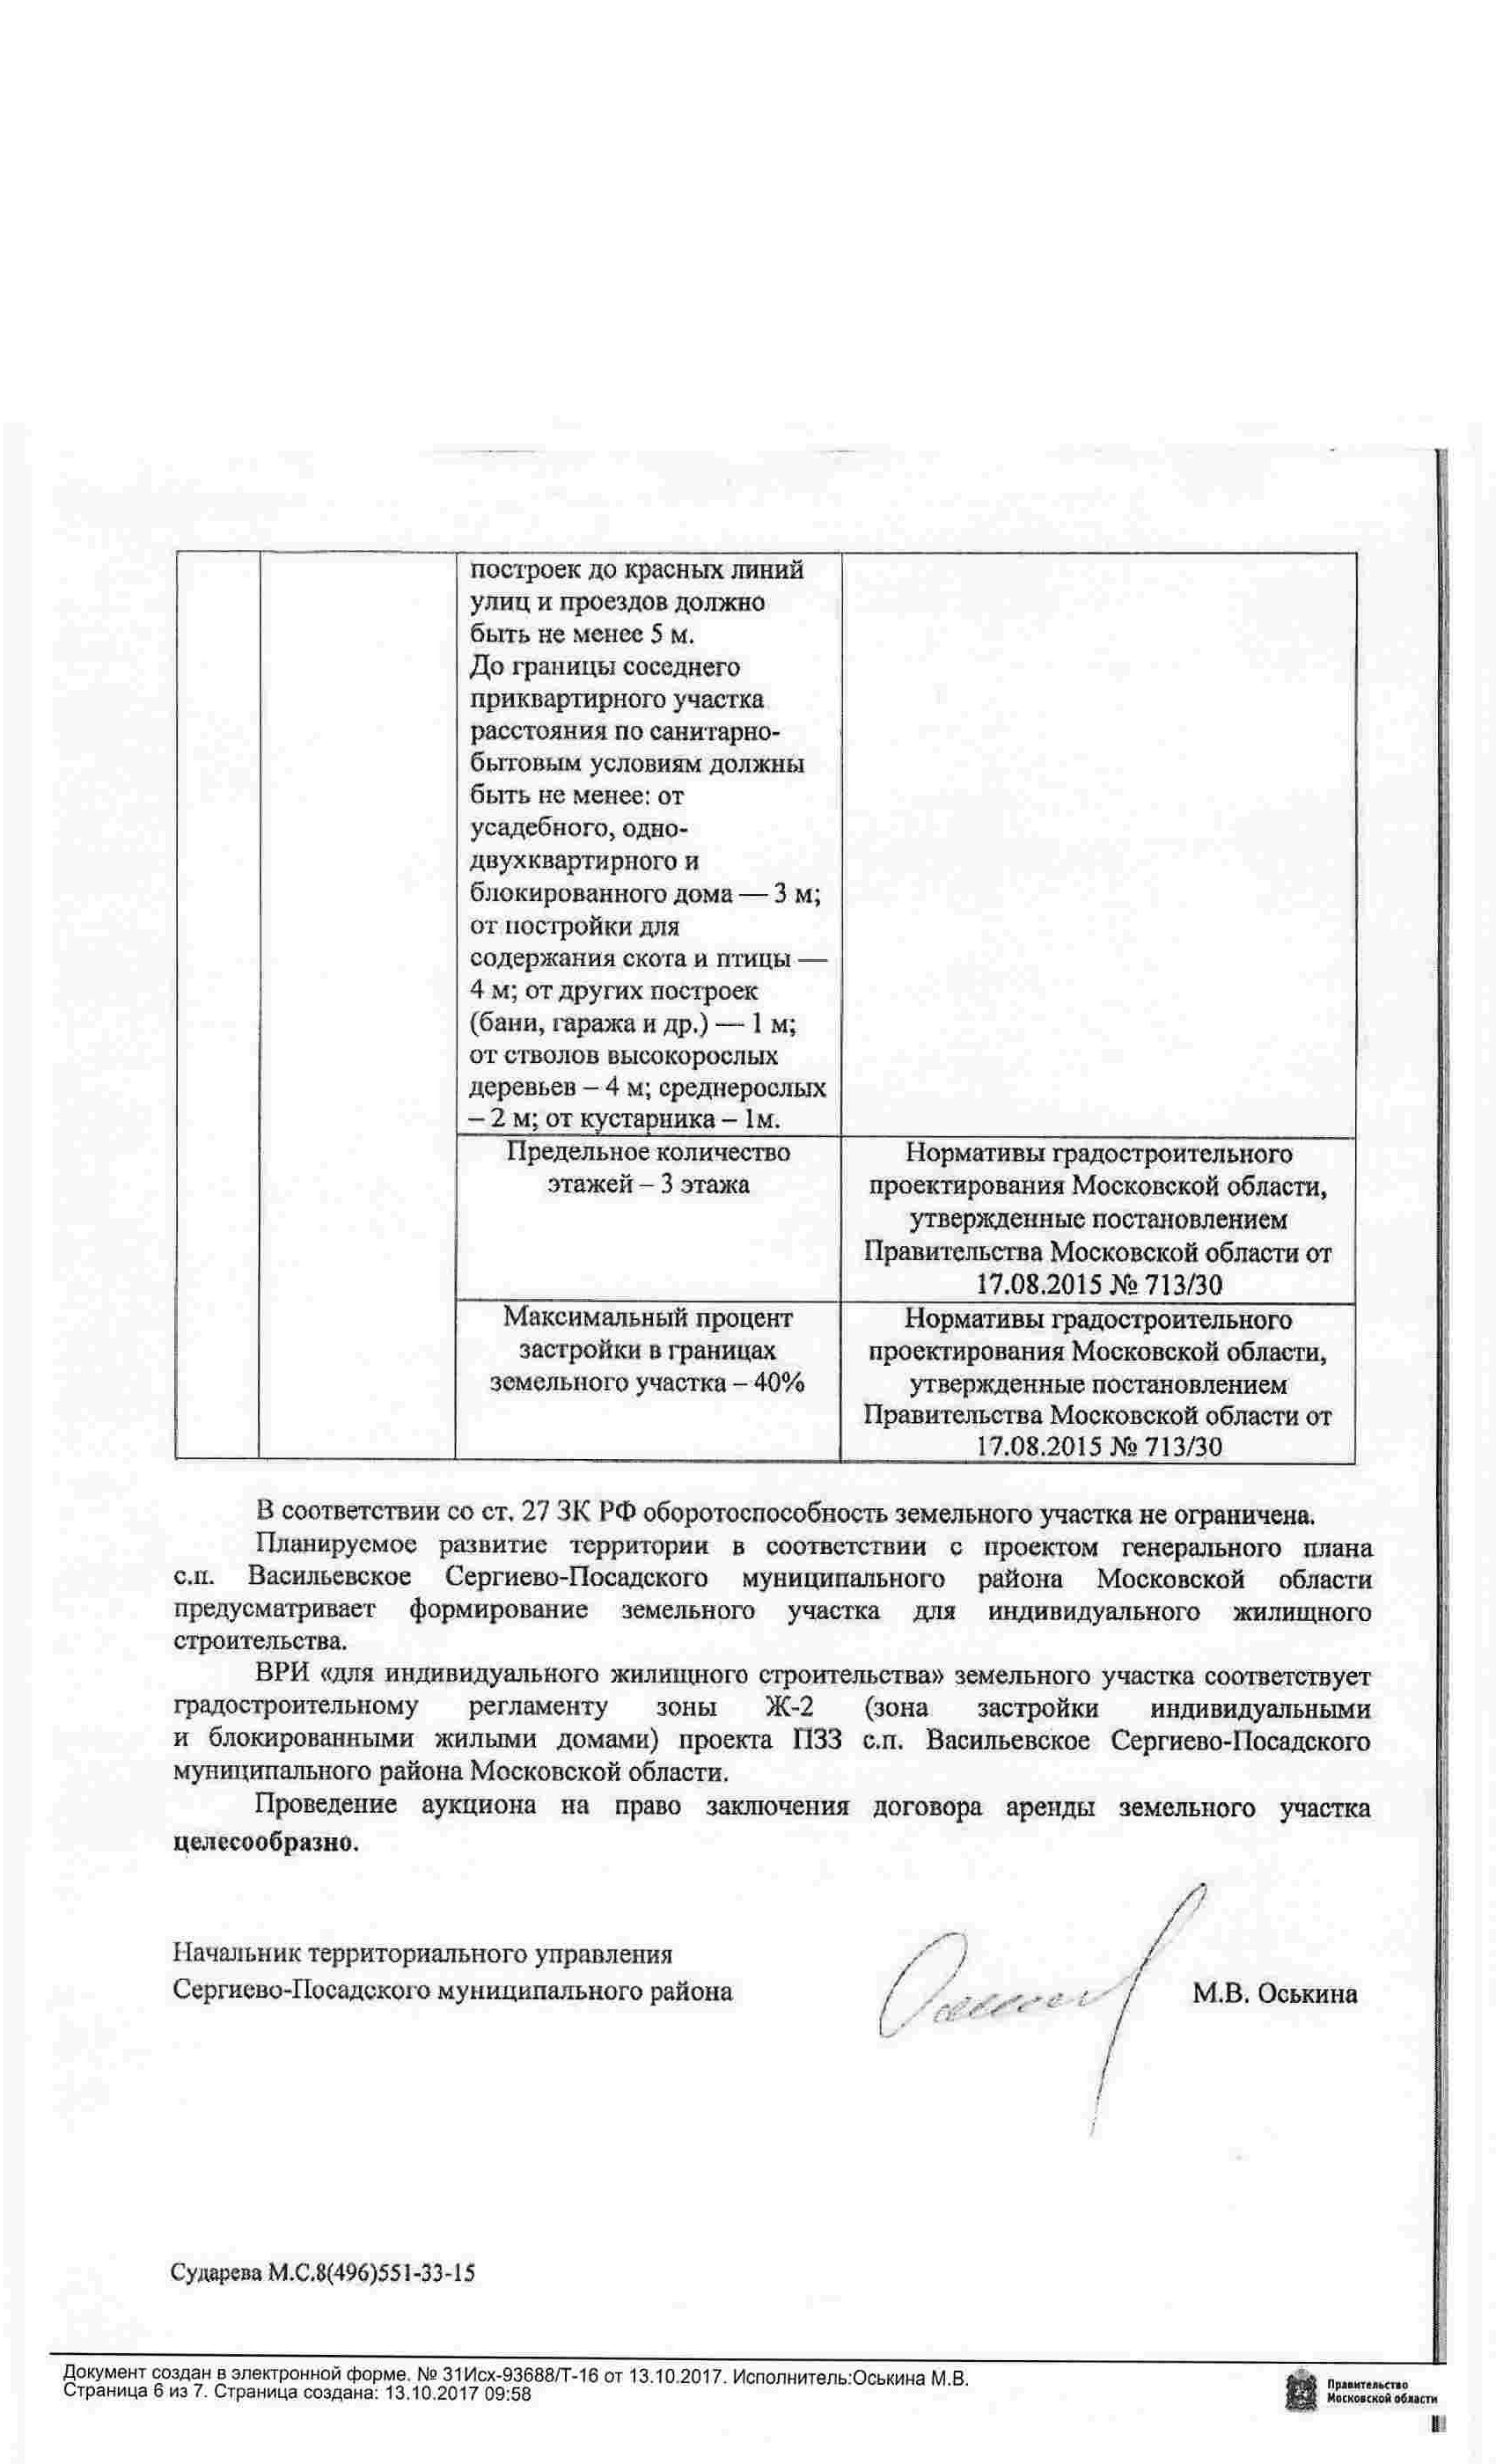 построек до красных линий
улиц и проездов должно
быть не менее 5 м.
До границы соседнего
приквартирного участка
расстояния по санитарно-
бытовым условиям должны
быть не менее: от
усадебного, одно-
двухквартирного и
блокированного дома — 3 м;
от постройки для
содержания скота и птицы —
4 м; от других построек
(бани, гаража и др.) — 1 м;
от стволов высокорослых
деревьев – 4 м; среднерослых
– 2 м; от кустарника – 1м.
Предельное количество
этажей – 3 этажа
Нормативы градостроительного
проектирования Московской области,
утвержденные постановлением
Правительства Московской области от
17.08.2015 № 713/30
Максимальный процент
застройки в границах
земельного участка – 40%
Нормативы градостроительного
проектирования Московской области,
утвержденные постановлением
Правительства Московской области от
17.08.2015 № 713/30
В соответствии со ст. 27 ЗК РФ оборотоспособность земельного участка не ограничена.
Планируемое развитие территории в соответствии с проектом генерального плана
с.п. Васильевское Сергиево-Посадского муниципального района Московской области
предусматривает формирование земельного участка для индивидуального жилищного
строительства.
ВРИ «для индивидуального жилищного строительства» земельного участка соответствует
градостроительному регламенту зоны Ж-2 (зона застройки индивидуальными
и блокированными жилыми домами) проекта ПЗЗ с.п. Васильевское Сергиево-Посадского
муниципального района Московской области.
Проведение аукциона на право заключения договора аренды земельного участка
целесообразно.
Начальник территориального управления
Сергиево-Посадского муниципального района
М.В. Оськина
Сударева М.С.8(496)551-33-15
Документ создан в электронной форме. № 31Исх-93688/Т-16 от 13.10.2017. Исполнитель:Оськина М.В.
Страница 6 из 7. Страница создана: 13.10.2017 09:58
Правительство
Московской области